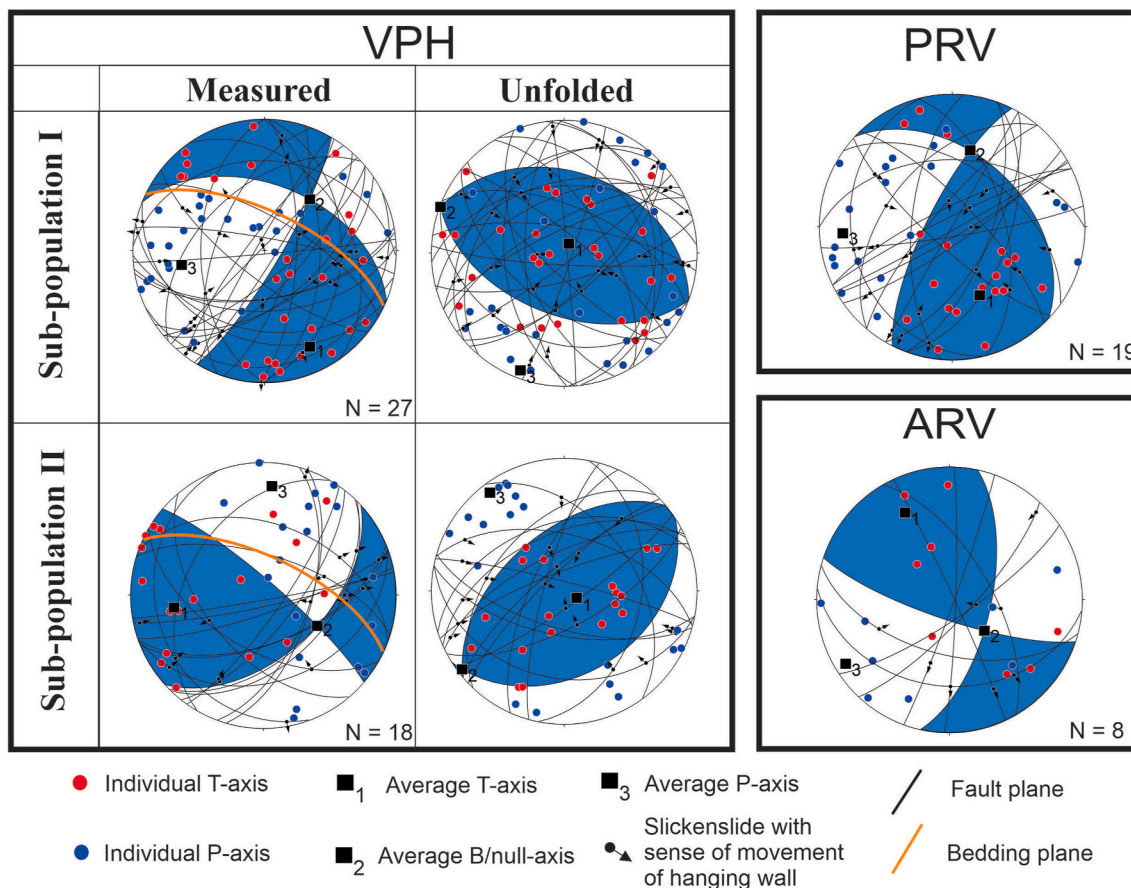 VPH
Measured
Unfolded
Sub-population I
2
3
1
N = 27
2
1
3
Sub-population II
3
1
2
N = 18
3
1
2
PRV
2
3
1
N = 19
ARV
1
2
3
N = 8
Individual T-axis
1 Average T-axis
3 Average P-axis
Fault plane
Individual P-axis
2 Average B/null-axis
Slickenslide with
sense of movement
of hanging wall
Bedding plane